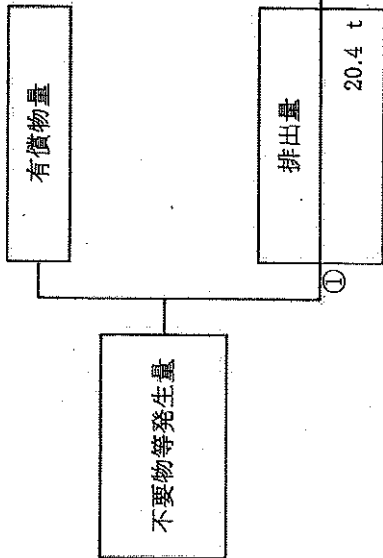 不要物等発生量
有償物量
①
排出量
20.4 t